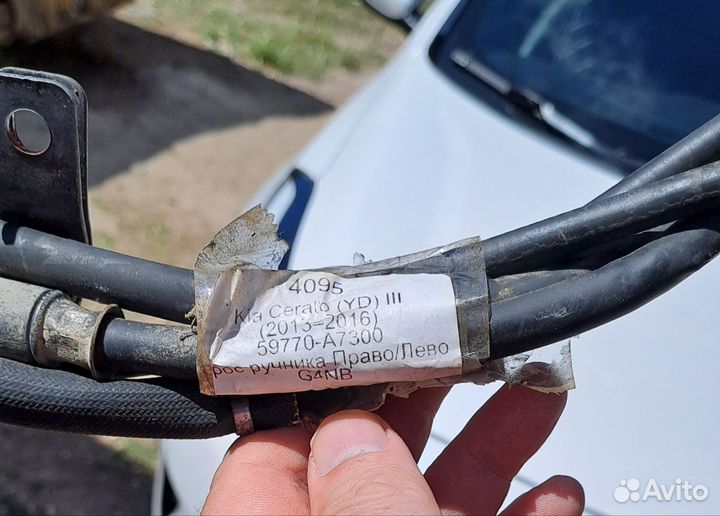 4095
Kia Cerato (YD) III
(2013–2016)
59770-A7300
рос ручника Право/Лево
G4NB
Avito